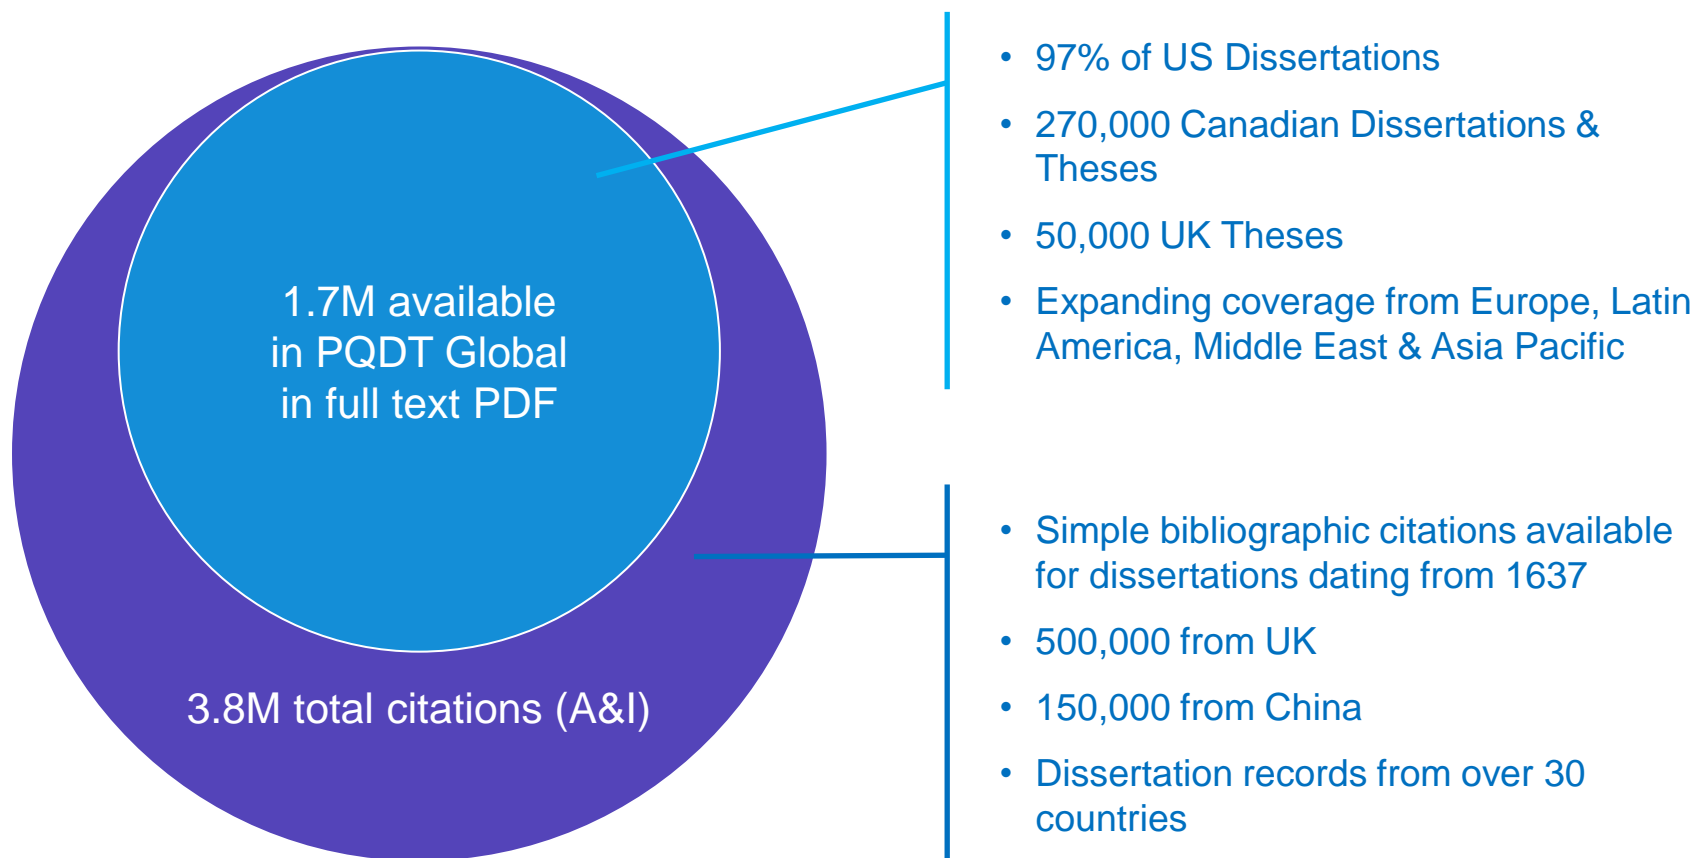 1.7M available
in PQDT Global
in full text PDF
3.8M total citations (A&I)
• 97% of US Dissertations
• 270,000 Canadian Dissertations &
Theses
• 50,000 UK Theses
• Expanding coverage from Europe, Latin
America, Middle East & Asia Pacific
• Simple bibliographic citations available
for dissertations dating from 1637
• 500,000 from UK
• 150,000 from China
• Dissertation records from over 30
countries